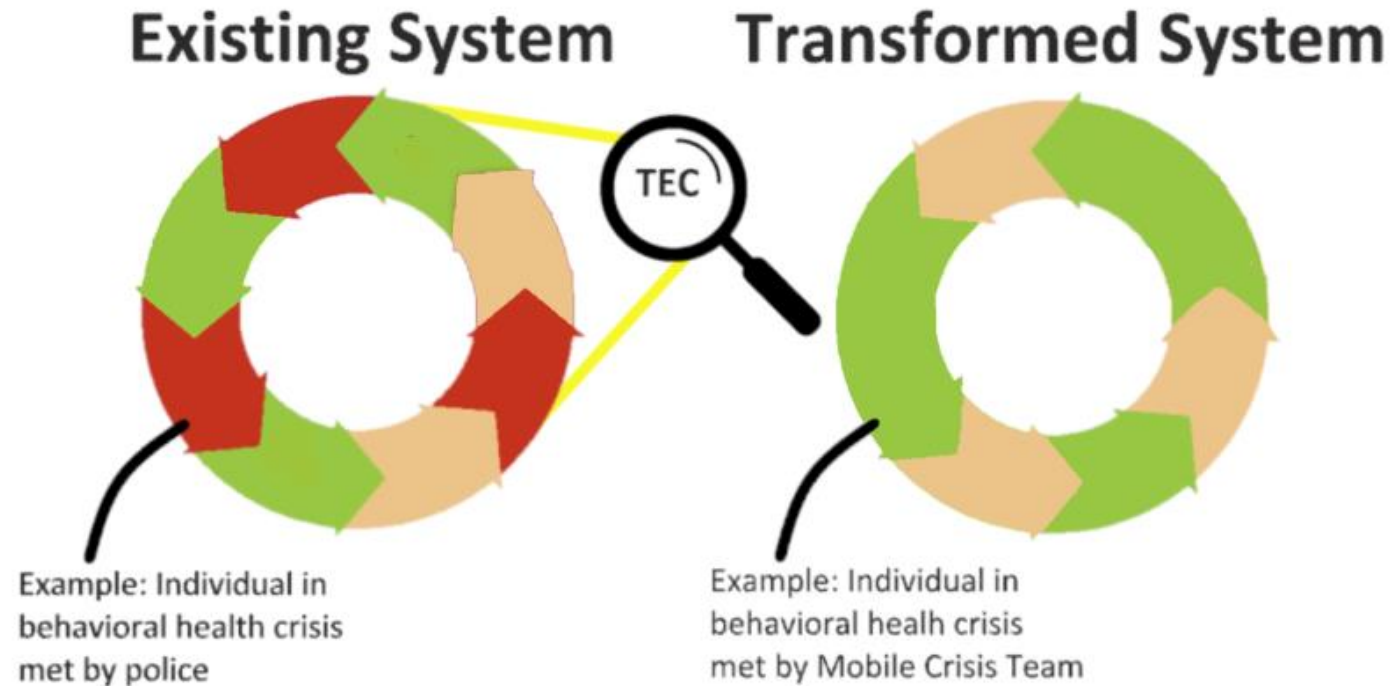 Existing System
Transformed System
TEC
Example: Individual in
behavioral health crisis
met by police
Example: Individual in
behavioral healh crisis
met by Mobile Crisis Team